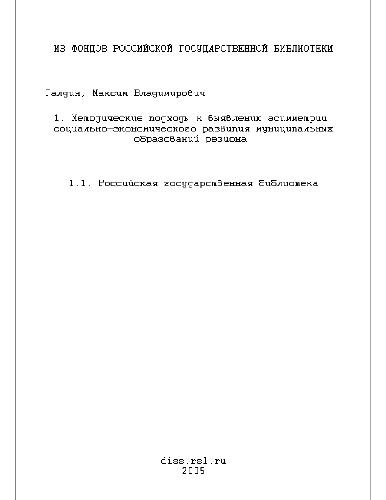 ИЗ ФОНДОВ РОССИЙСКОЙ ГОСУДАРСТВЕННОЙ БИБЛИОТЕКИ
Галдин, Максим Владимирович
1. Методические подходы к выявлению асимметрии
социально-экономического развития муниципальных
образований региона
1.1. Российская государственная библиотека
diss.rsl.ru
2005